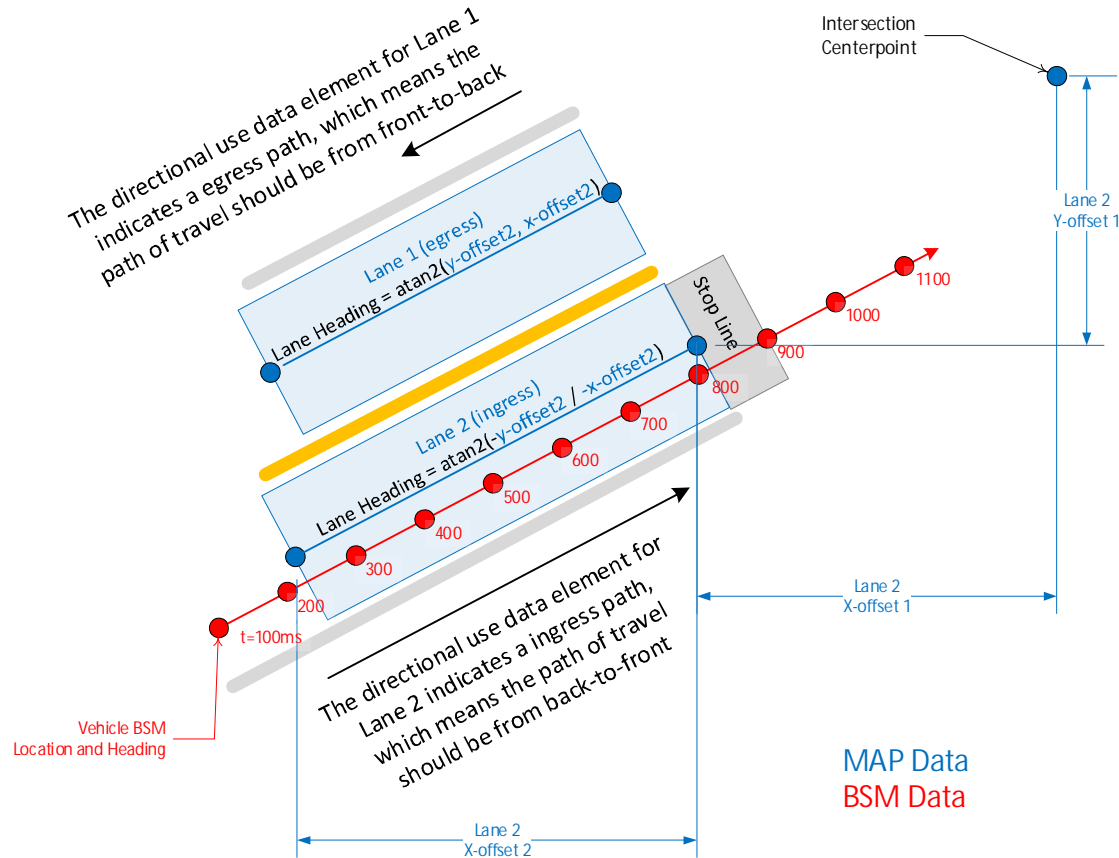 Intersection
Centerpoint
The directional use data element for Lane 1
indicates a egress path, which means the
path of travel should be from front-to-back
Lane 2
Y-offset 1
Lane 1 (egress)
Lane Heading = atan2(y-offset2, x-offset2)
Stop Line
1100
1000
900
800
700
600
500
400
300
200
t=100ms
Lane 2 (ingress)
Lane Heading = atan2(-y-offset2 / -x-offset2)
Lane 2
X-offset 1
The directional use data element for
Lane 2 indicates a ingress path,
which means the path of travel
should be from back-to-front
Vehicle BSM
Location and Heading
MAP Data
BSM Data
Lane 2
X-offset 2